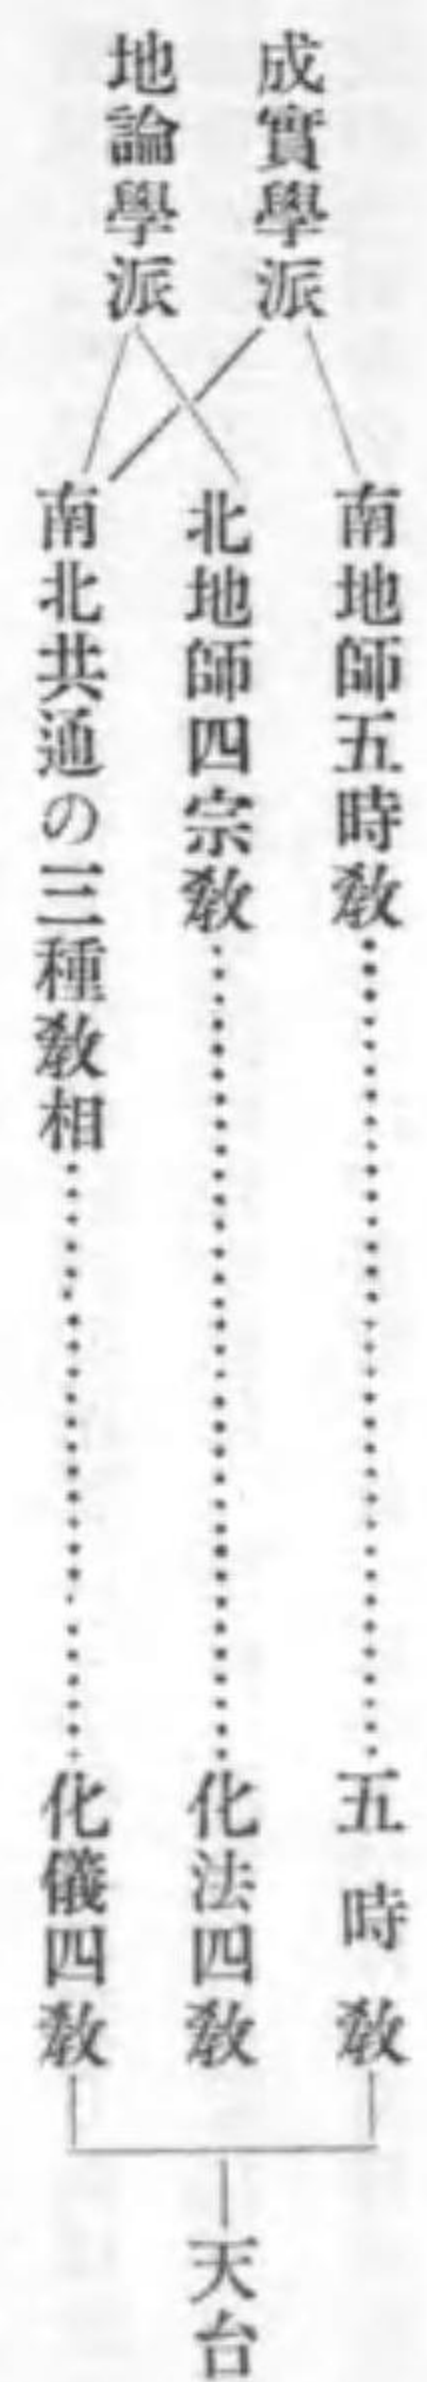 成實學派
地論學派
南地師五時敎
北地師四宗敎
南北共通の三種敎相
五時敎
化法四敎
化儀四敎
天台